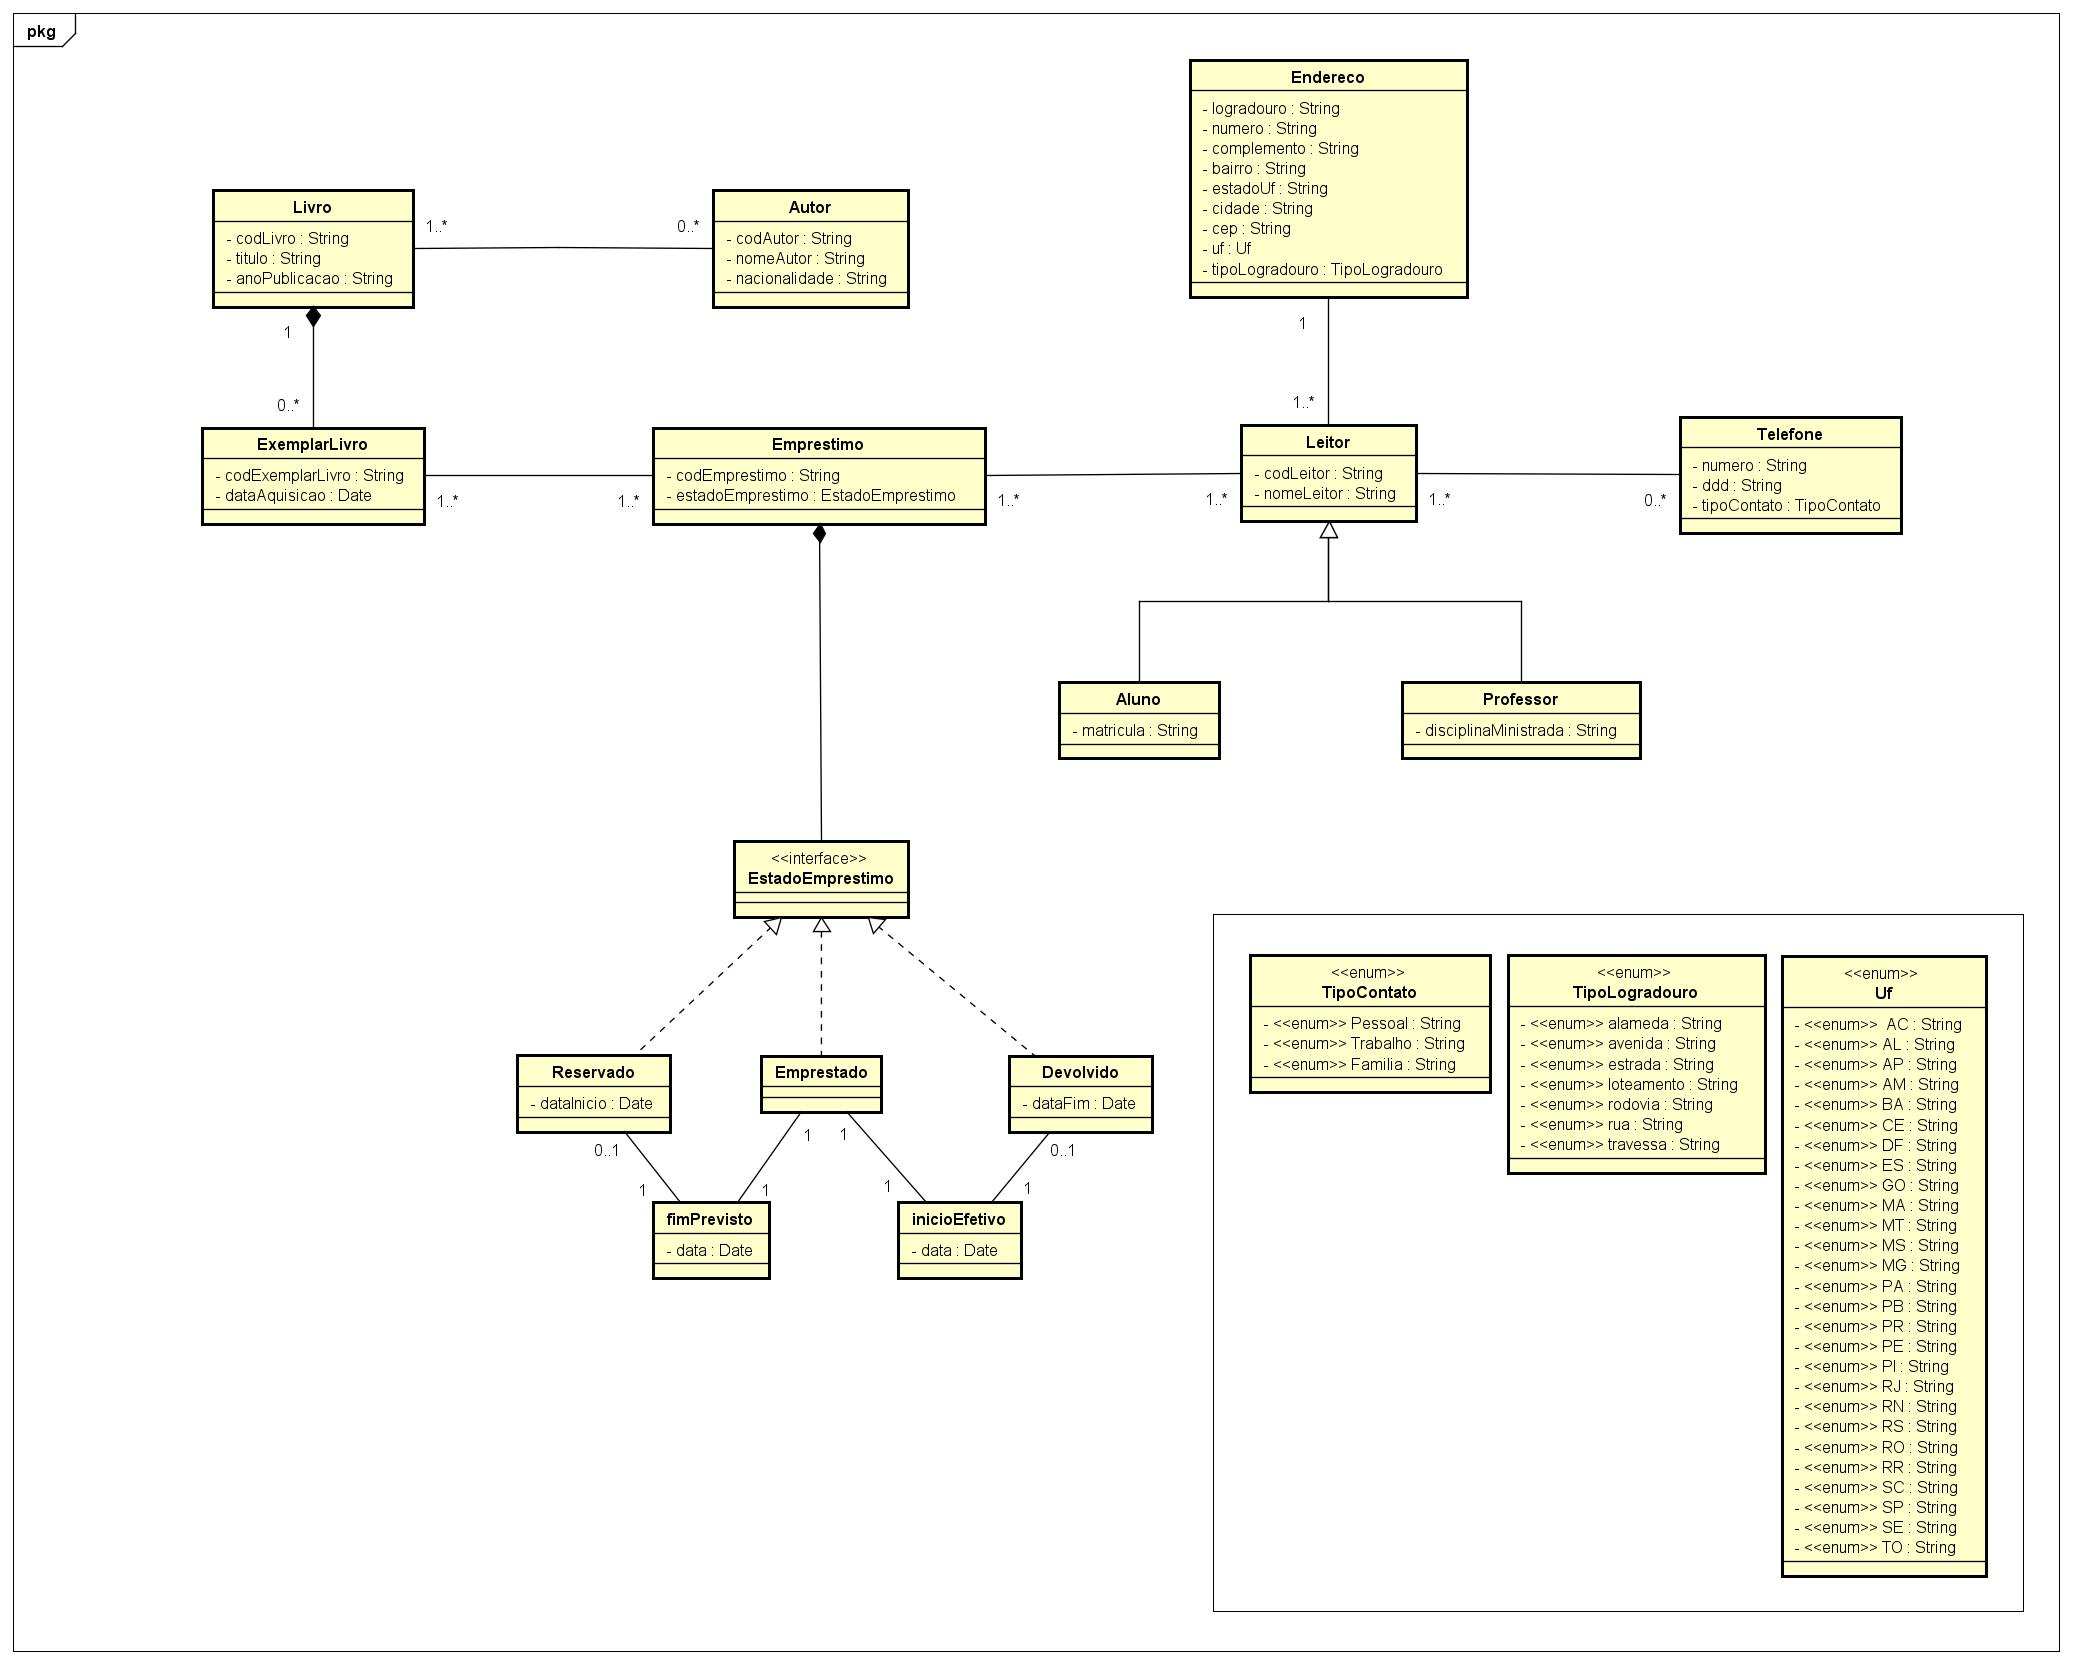 pkg
Endereco
- logradouro : String
- numero : String
- complemento : String
- bairro : String
- estadoUf : String
- cidade : String
- cep : String
- uf : Uf
- tipoLogradouro : TipoLogradouro
Livro
- codLivro : String
- titulo : String
- anoPublicacao : String
1..*
0..*
Autor
- codAutor : String
- nomeAutor : String
- nacionalidade : String
1
0..*
1
1..*
ExemplarLivro
- codExemplarLivro : String
- dataAquisicao : Date
1..*
1..*
Emprestimo
- codEmprestimo : String
- estadoEmprestimo : EstadoEmprestimo
1..*
1..*
Leitor
- codLeitor : String
- nomeLeitor : String
1..*
0..*
Telefone
- numero : String
- ddd : String
- tipoContato : TipoContato
Aluno
- matricula : String
Professor
- disciplinaMinistrada : String
<<interface>>
EstadoEmprestimo
Reservado
- dataInicio : Date
Emprestado
Devolvido
- dataFim : Date
0..1
1
1
0..1
1
1
1
1
fimPrevisto
- data : Date
inicioEfetivo
- data : Date
<<enum>>
TipoContato
- <<enum>> Pessoal : String
- <<enum>> Trabalho : String
- <<enum>> Familia : String
<<enum>>
TipoLogradouro
- <<enum>> alameda : String
- <<enum>> avenida : String
- <<enum>> estrada : String
- <<enum>> loteamento : String
- <<enum>> rodovia : String
- <<enum>> rua : String
- <<enum>> travessa : String
<<enum>>
Uf
- <<enum>> AC : String
- <<enum>> AL : String
- <<enum>> AP : String
- <<enum>> AM : String
- <<enum>> BA : String
- <<enum>> CE : String
- <<enum>> DF : String
- <<enum>> ES : String
- <<enum>> GO : String
- <<enum>> MA : String
- <<enum>> MT : String
- <<enum>> MS : String
- <<enum>> MG : String
- <<enum>> PA : String
- <<enum>> PB : String
- <<enum>> PR : String
- <<enum>> PE : String
- <<enum>> PI : String
- <<enum>> RJ : String
- <<enum>> RN : String
- <<enum>> RS : String
- <<enum>> RO : String
- <<enum>> RR : String
- <<enum>> SC : String
- <<enum>> SP : String
- <<enum>> SE : String
- <<enum>> TO : String